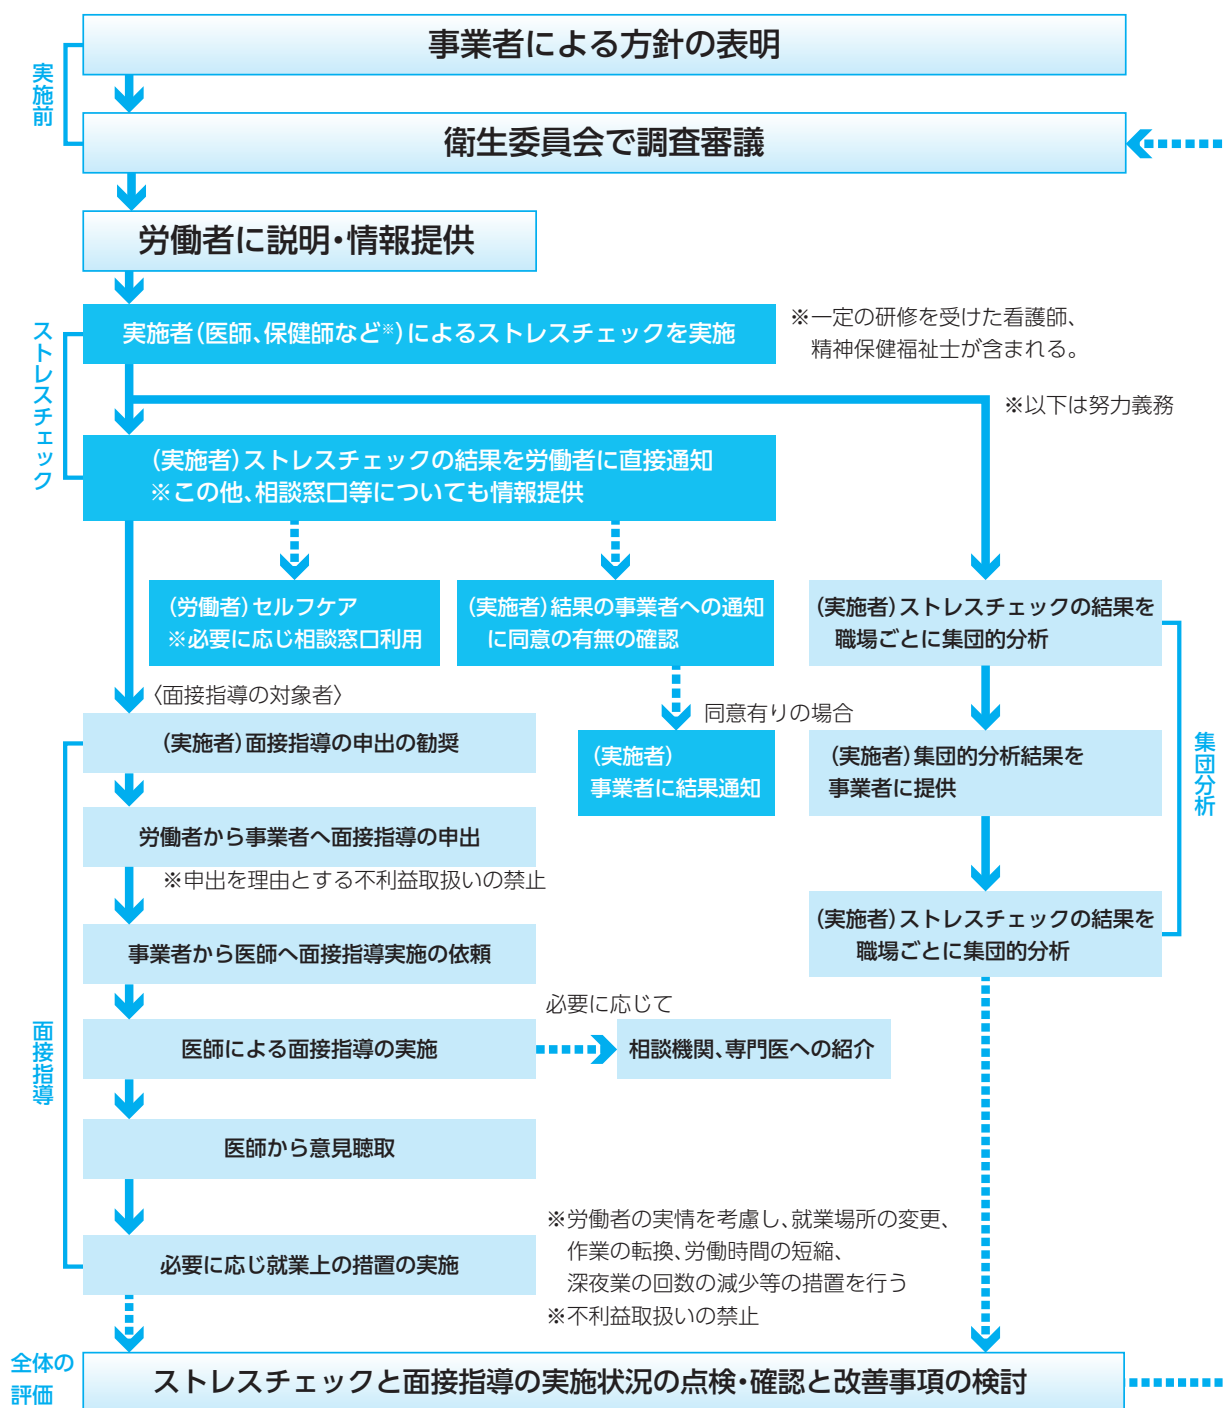 事業者による方針の表明
実施前
衛生委員会で調査審議
労働者に説明・情報提供
実施者（医師、保健師など※）によるストレスチェックを実施
※一定の研修を受けた看護師、
精神保健福祉士が含まれる。
ストレスチェック
※以下は努力義務
（実施者）ストレスチェックの結果を労働者に直接通知
※この他、相談窓口等についても情報提供
（労働者）セルフケア
※必要に応じ相談窓口利用
（実施者）結果の事業者への通知
に同意の有無の確認
（実施者）ストレスチェックの結果を
職場ごとに集団的分析
〈面接指導の対象者〉
同意有りの場合
（実施者）面接指導の申出の勧奨
（実施者）
事業者に結果通知
（実施者）集団的分析結果を
事業者に提供
集団分析
労働者から事業者へ面接指導の申出
※申出を理由とする不利益取扱いの禁止
（実施者）ストレスチェックの結果を
職場ごとに集団的分析
事業者から医師へ面接指導実施の依頼
必要に応じて
面接指導
医師による面接指導の実施
相談機関、専門医への紹介
医師から意見聴取
必要に応じ就業上の措置の実施
※労働者の実情を考慮し、就業場所の変更、
作業の転換、労働時間の短縮、
深夜業の回数の減少等の措置を行う
※不利益取扱いの禁止
全体の
評価
ストレスチェックと面接指導の実施状況の点検・確認と改善事項の検討